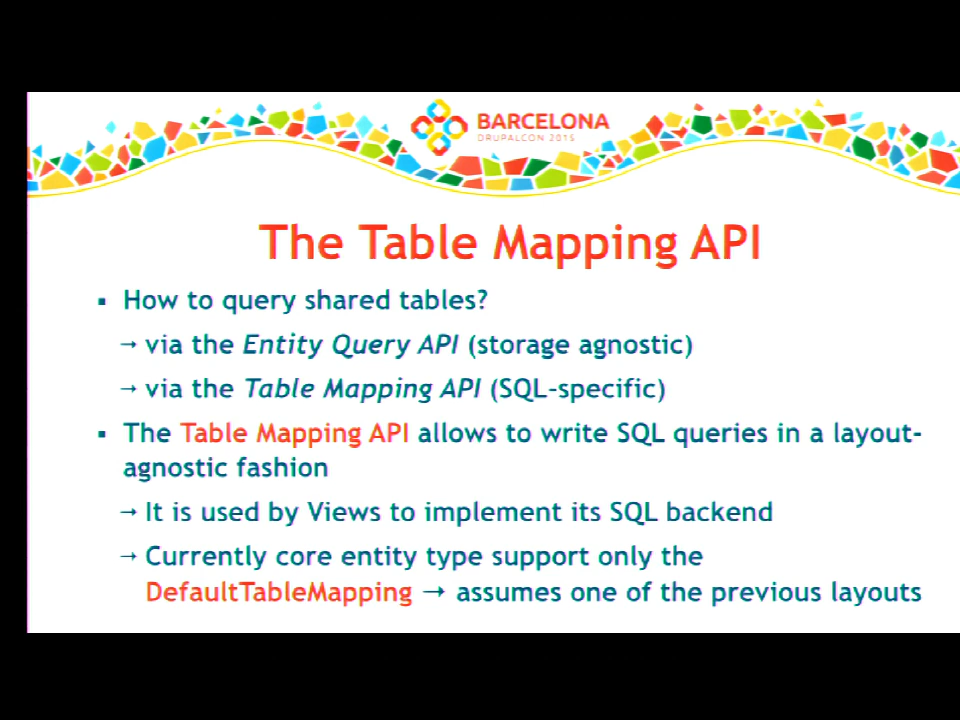 BARCELONA
DRUPALCON 2015
The Table Mapping API
▪ How to query shared tables?
→ via the Entity Query API (storage agnostic)
→ via the Table Mapping API (SQL-specific)
▪ The Table Mapping API allows to write SQL queries in a layout-
agnostic fashion
→ It is used by Views to implement its SQL backend
→ Currently core entity type support only the
DefaultTableMapping → assumes one of the previous layouts